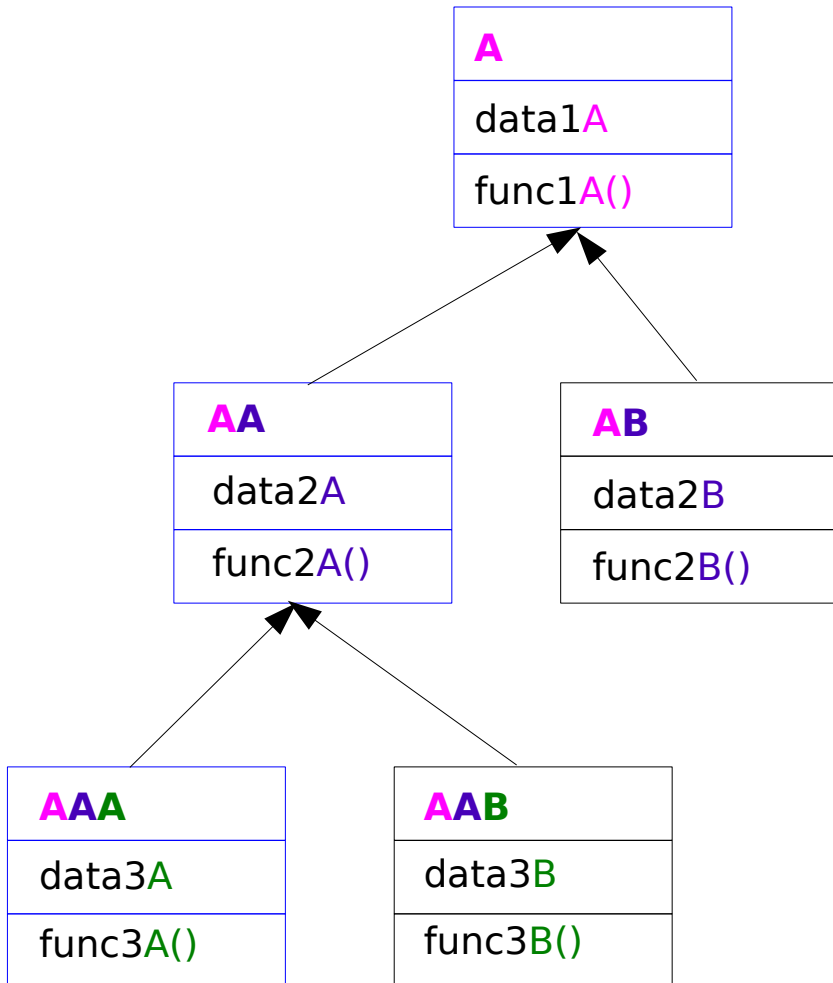 A
data1A
func1A()
AA
data2A
func2A()
AB
data2B
func2B()
AAA
data3A
func3A()
AAB
data3B
func3B()